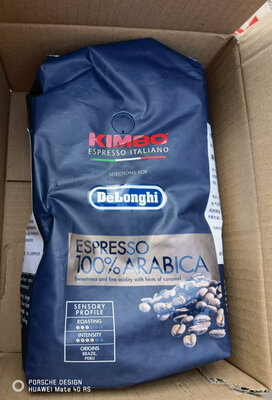 KIMBO
ESPRESSO ITALIANO
SELECTIONS FOR
DeLonghi
ESPRESSO
100% ARABICA
Sweetness and fine acidity with hints of caramel
SENSORY
PROFILE
ROASTING
INTENSITY
ORIGINS
BRAZIL,
PERU
PORSCHE DESIGN
HUAWEI Mate 40 RS